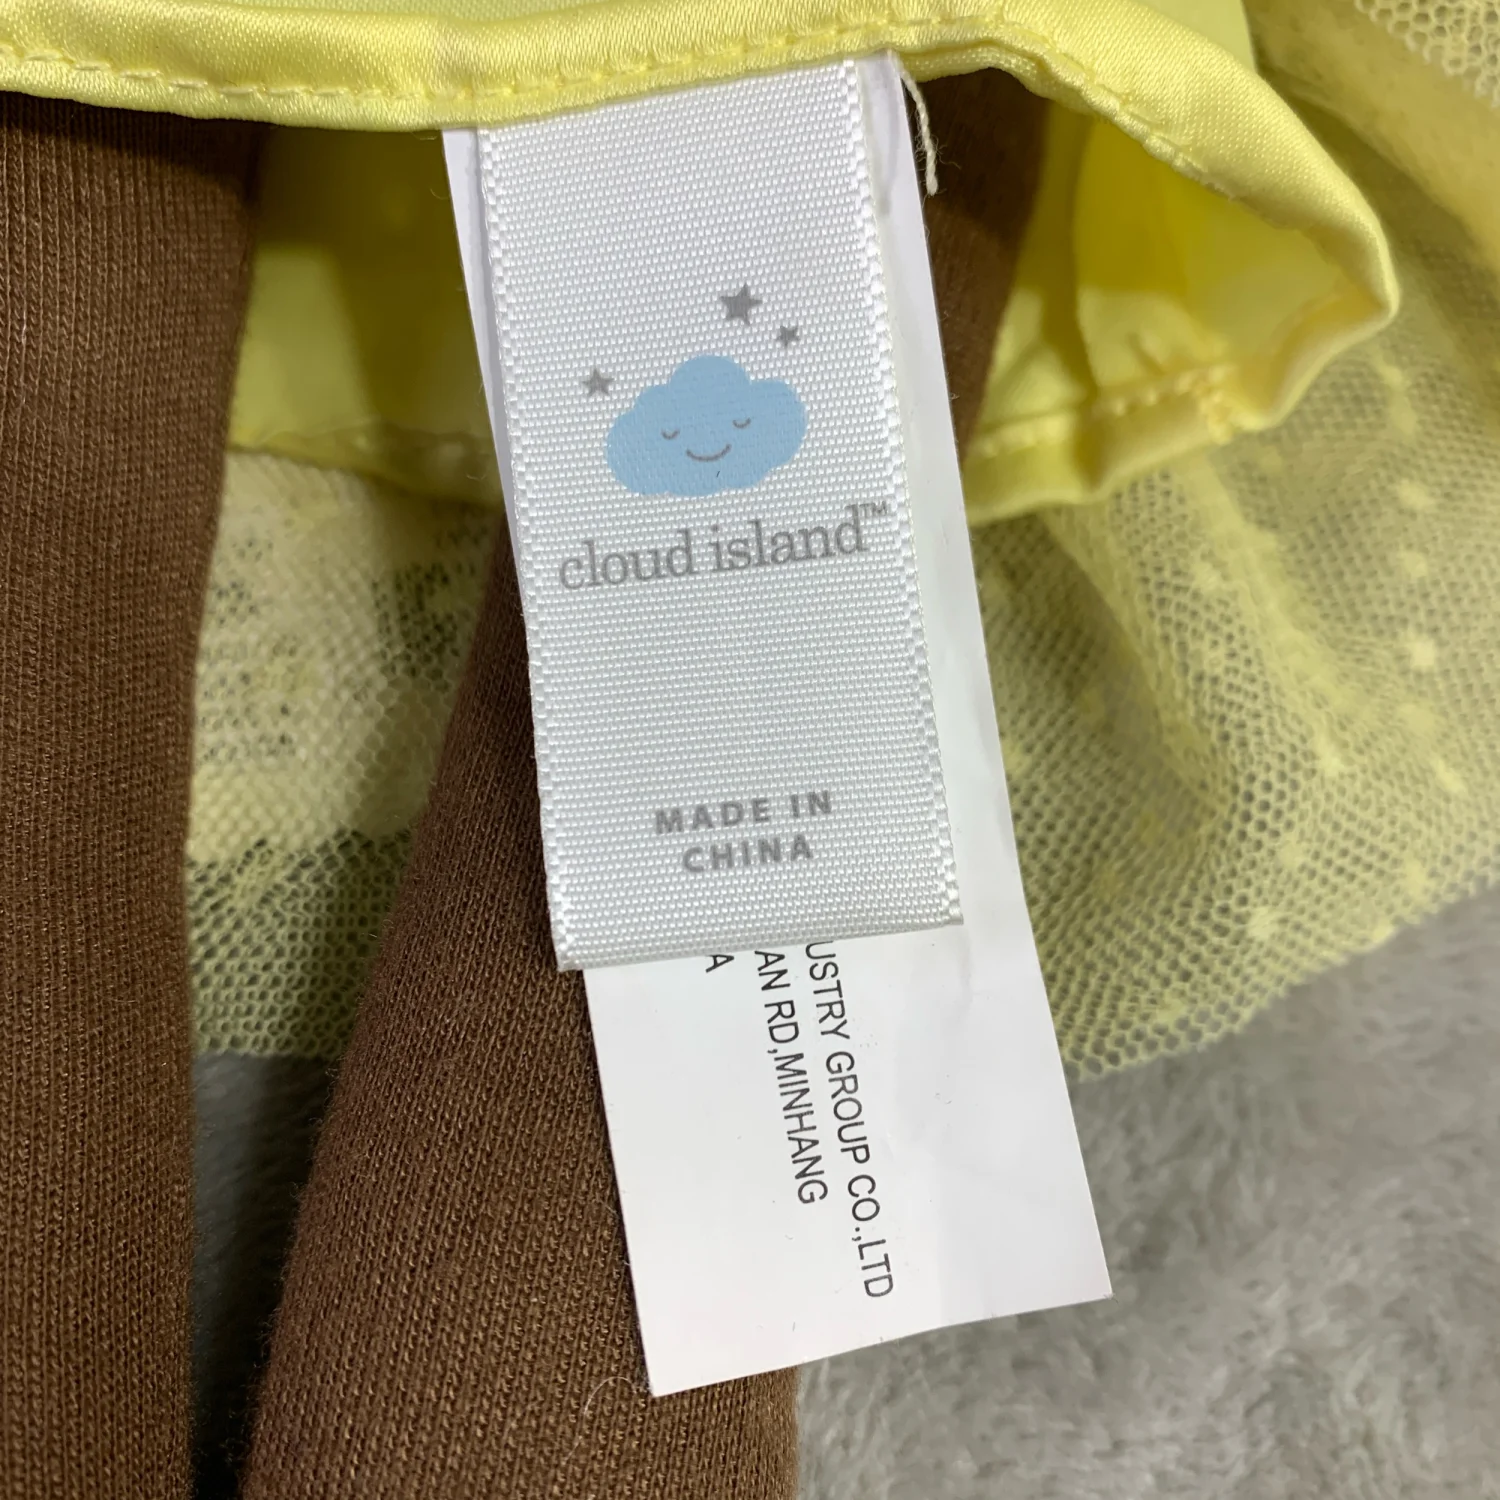 cloud island™
MADE IN
CHINA
USTRY GROUP CO.,LTD
AN RD,MINHANG
A